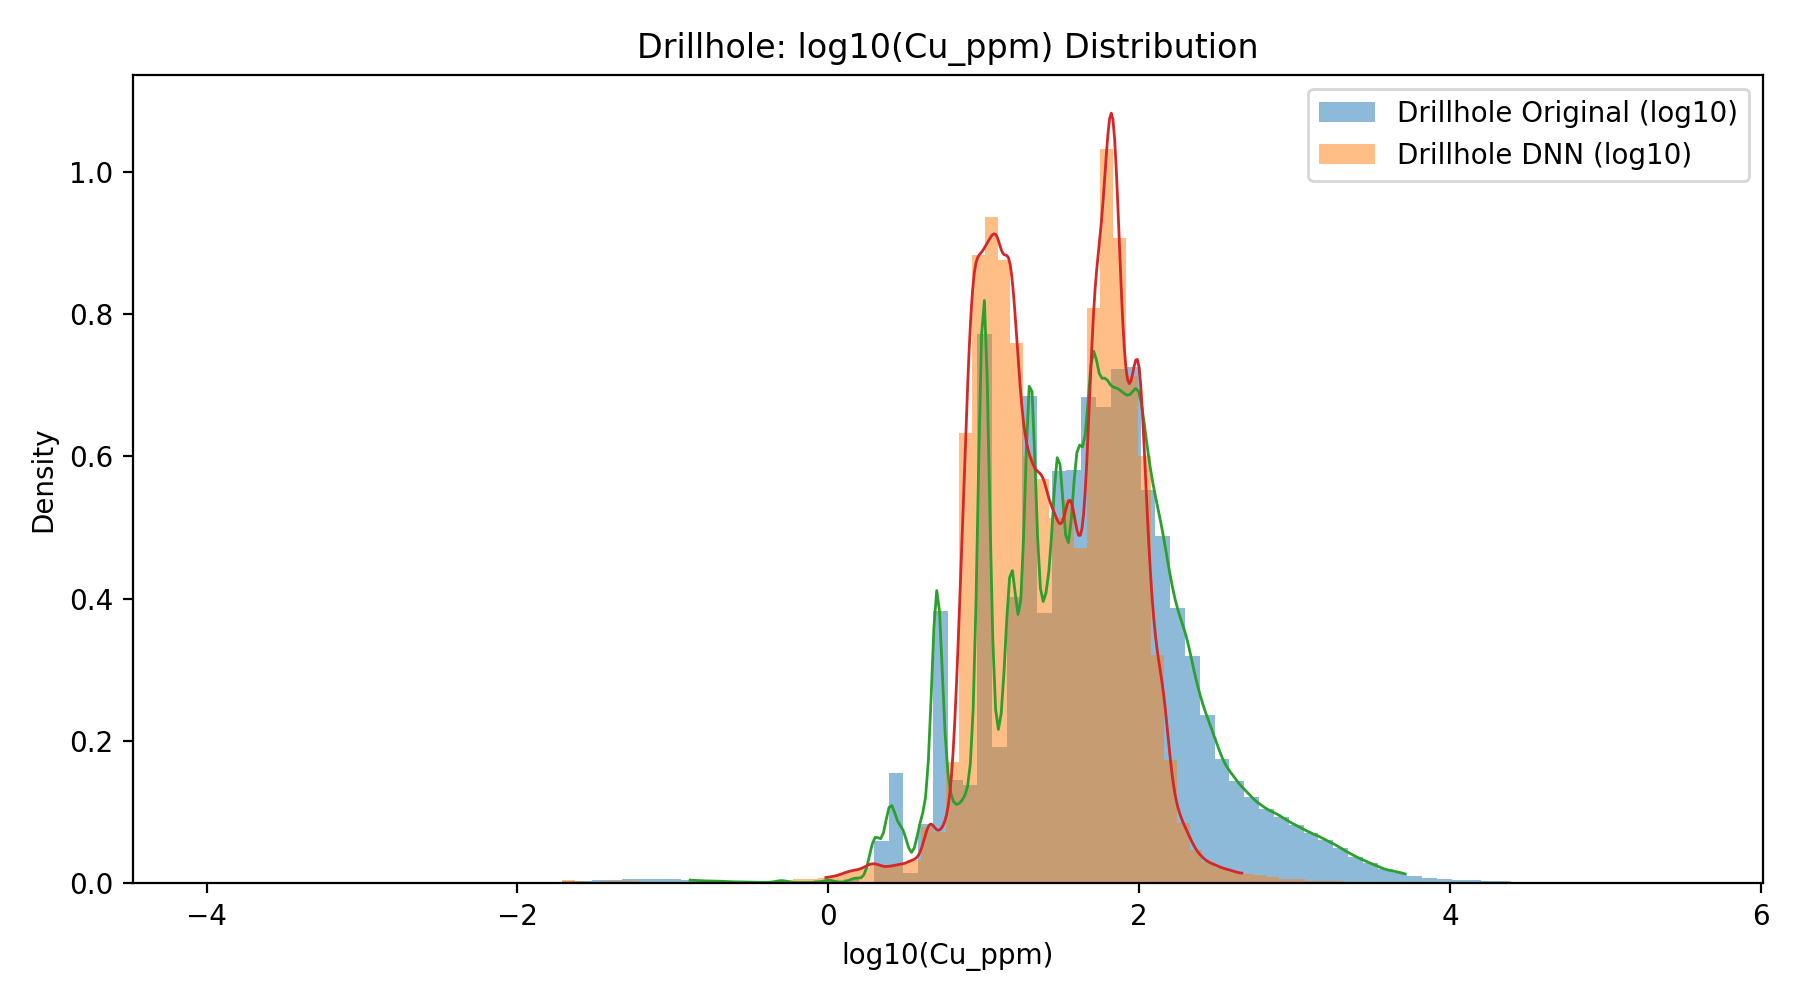 Drillhole: log10(Cu_ppm) Distribution
Drillhole Original (log10)
Drillhole DNN (log10)
Density
1.0
0.8
0.6
0.4
0.2
0.0
−4
−2
0
2
4
6
log10(Cu_ppm)